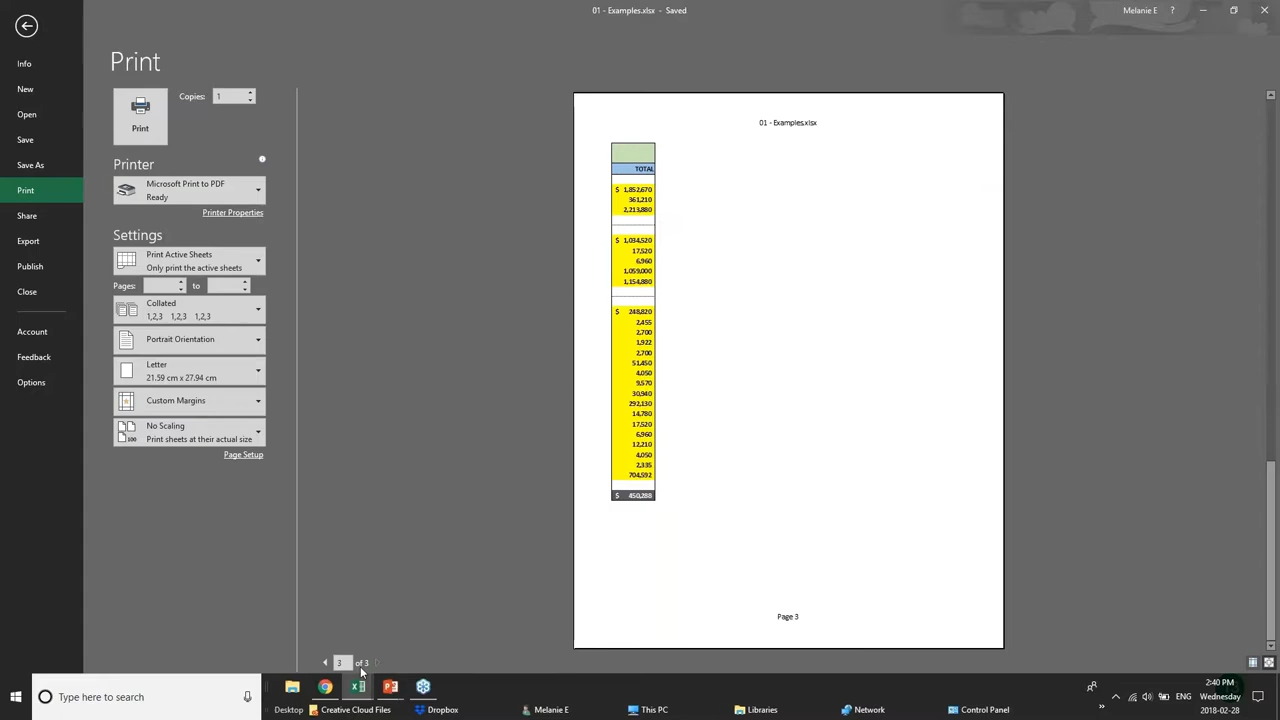 01 - Examples.xlsx - Saved
Melanie E ?
Info
New
Open
Save
Save As
Print
Share
Export
Publish
Close
Account
Feedback
Options
Print
Print
Copies: 1
Printer
Microsoft Print to PDF
Ready
Printer Properties
Settings
Print Active Sheets
Only print the active sheets
Pages: to
Collated
1,2,3 1,2,3 1,2,3
Portrait Orientation
Letter
21.59 cm x 27.94 cm
Custom Margins
No Scaling
Print sheets at their actual size
100
Page Setup
01 - Examples.xlsx
TOTAL
$ 1,852,670
361,210
2,213,880
$ 1,034,520
17,520
6,960
1,059,000
1,154,880
$ 248,820
2,455
2,700
1,922
2,700
51,450
4,050
9,570
30,940
292,130
14,780
17,520
6,960
12,210
4,050
2,335
704,592
$ 450,288
Page 3
3 of 3
Type here to search
Desktop
Creative Cloud Files
Dropbox
Melanie E
This PC
Libraries
Network
Control Panel
»
ENG
2:40 PM
Wednesday
2018-02-28